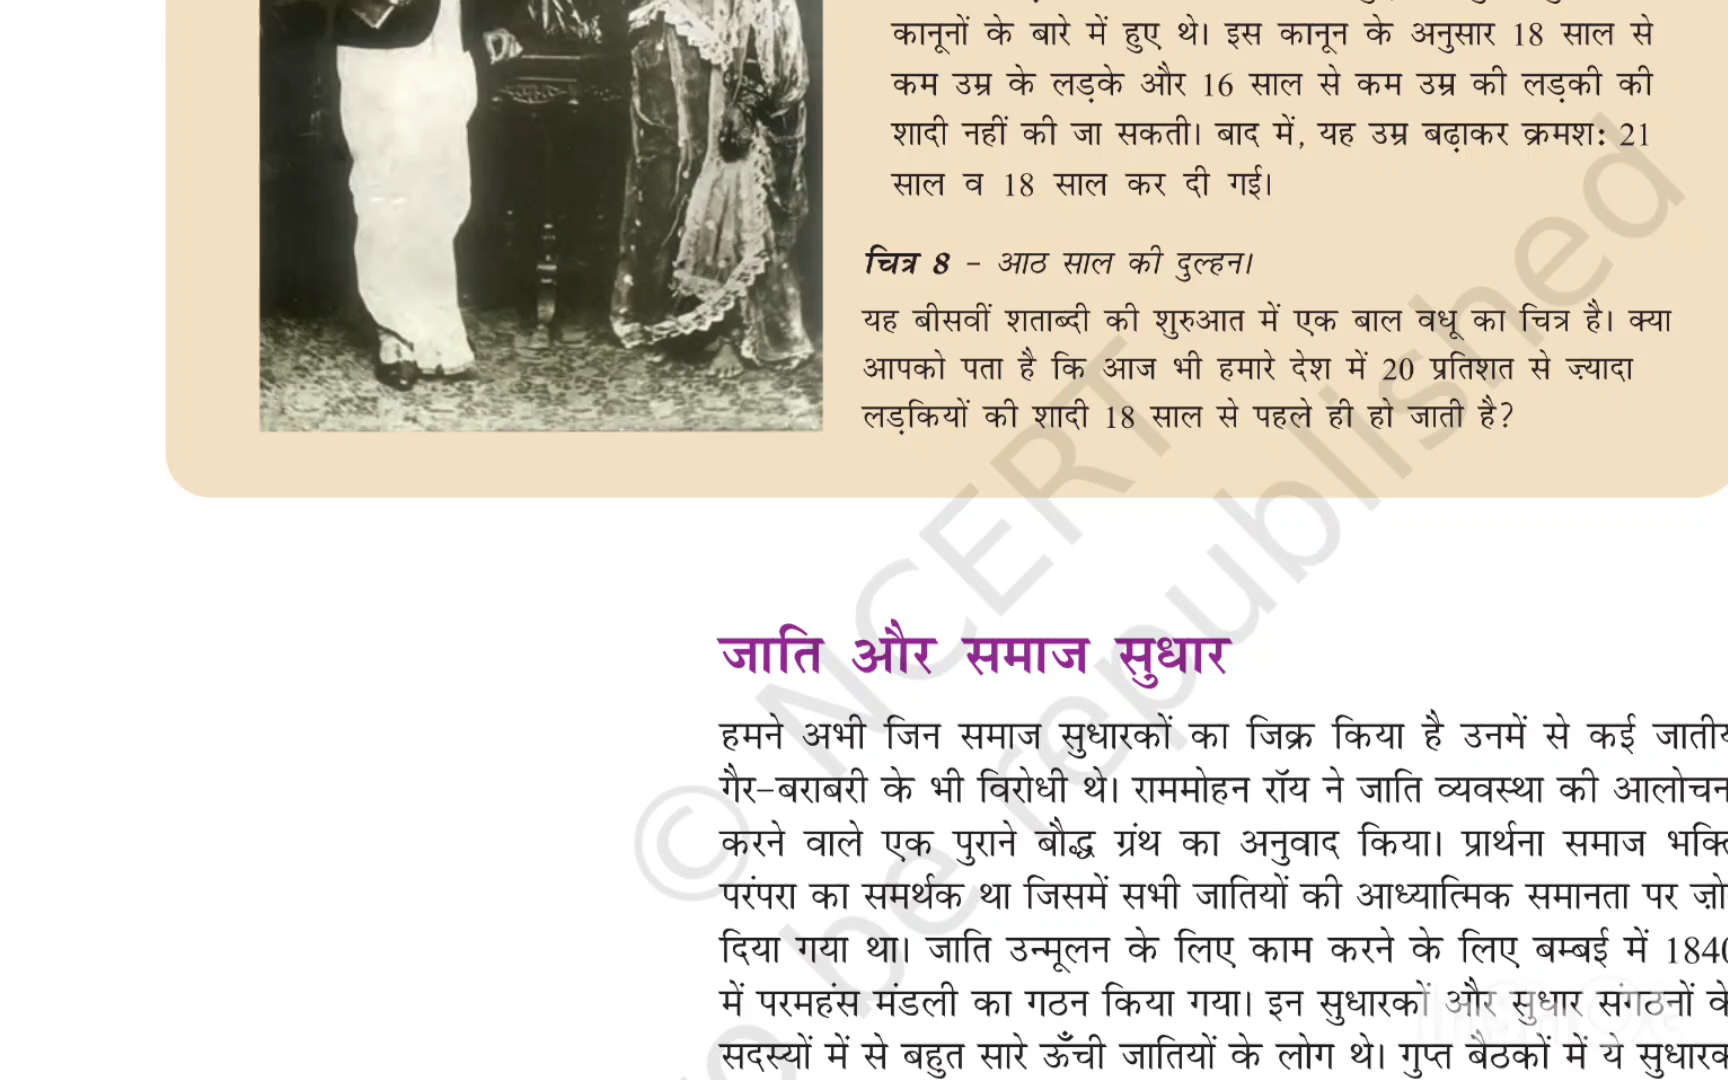 कानूनों के बारे में हुए थे। इस कानून के अनुसार 18 साल से
कम उम्र के लड़के और 16 साल से कम उम्र की लड़की की
शादी नहीं की जा सकती। बाद में, यह उम्र बढ़ाकर क्रमश: 21
साल व 18 साल कर दी गई।
चित्र 8 – आठ साल की दुल्हन।
यह बीसवीं शताब्दी की शुरुआत में एक बाल वधू का चित्र है। क्या
आपको पता है कि आज भी हमारे देश में 20 प्रतिशत से ज़्यादा
लड़कियों की शादी 18 साल से पहले ही हो जाती है?
© NCERT
be republished
जाति और समाज सुधार
हमने अभी जिन समाज सुधारकों का जिक्र किया है उनमें से कई
गैर–बराबरी के भी विरोधी थे। राममोहन रॉय ने जाति व्यवस्था की
करने वाले एक पुराने बौद्ध ग्रंथ का अनुवाद किया। प्रार्थना समाज
परंपरा का समर्थक था जिसमें सभी जातियों की आध्यात्मिक समानता पर
दिया गया था। जाति उन्मूलन के लिए काम करने के लिए बम्बई में
में परमहंस मंडली का गठन किया गया। इन सुधारकों और सुधार संगठनों
सदस्यों में से बहुत सारे ऊँची जातियों के लोग थे। गुप्त बैठकों में ये